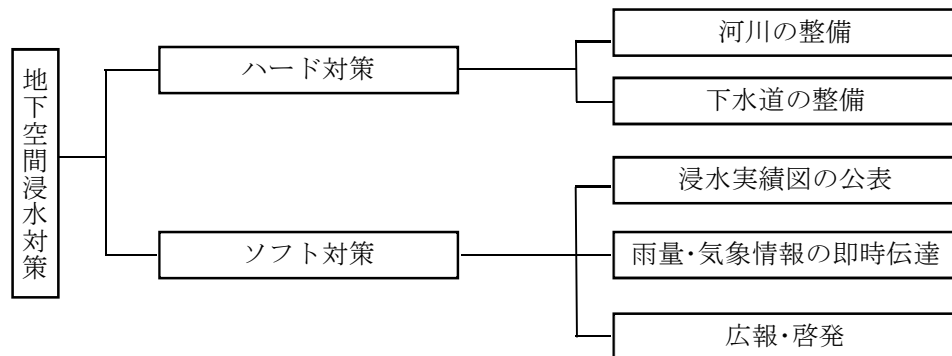 地下空間浸水対策
ハード対策
河川の整備
下水道の整備
ソフト対策
浸水実績図の公表
雨量・気象情報の即時伝達
広報・啓発